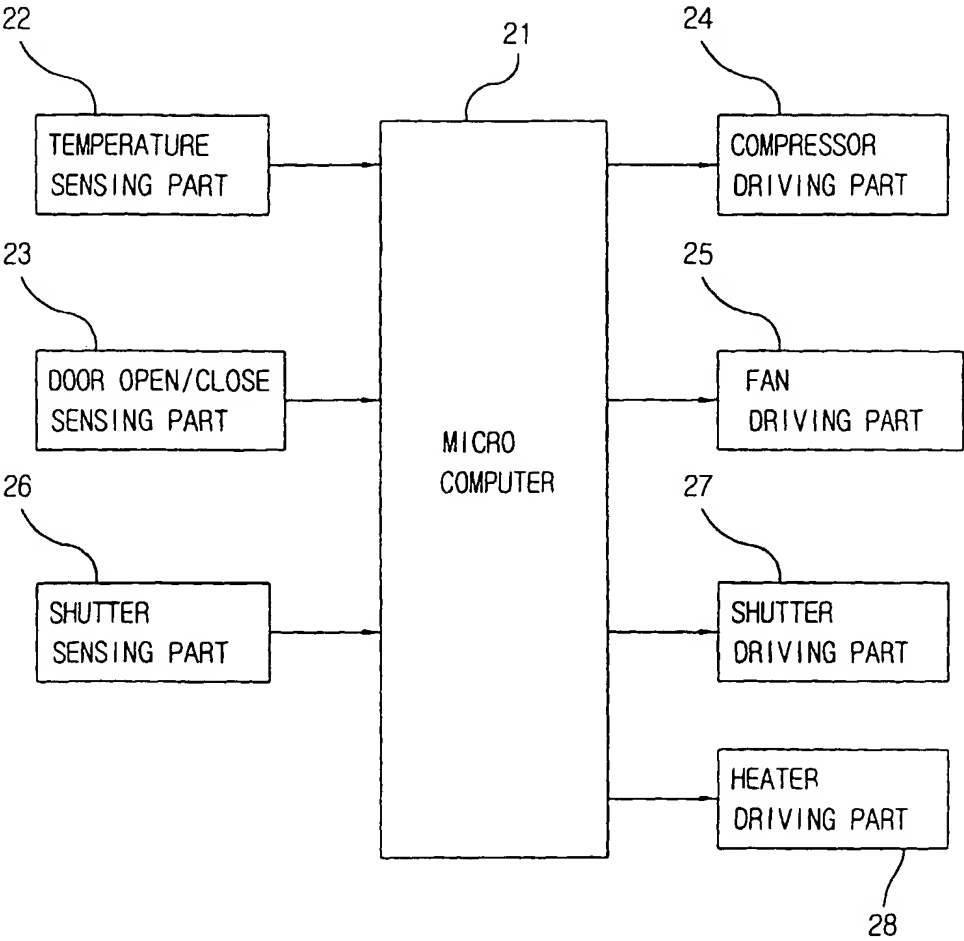 22
21
24
TEMPERATURE
SENSING PART
COMPRESSOR
DRIVING PART
23
25
DOOR OPEN/CLOSE
SENSING PART
FAN
DRIVING PART
MICRO
COMPUTER
26
27
SHUTTER
SENSING PART
SHUTTER
DRIVING PART
HEATER
DRIVING PART
28